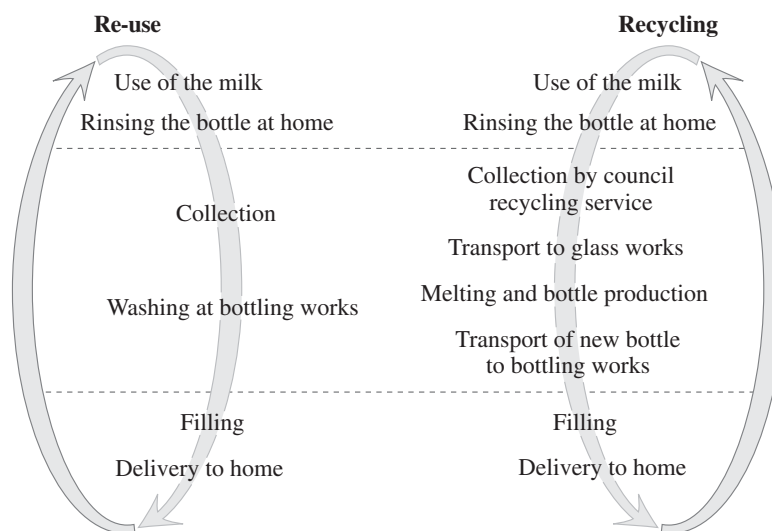 Re-use
Use of the milk
Rinsing the bottle at home
Collection
Washing at bottling works
Filling
Delivery to home
Recycling
Use of the milk
Rinsing the bottle at home
Collection by council
recycling service
Transport to glass works
Melting and bottle production
Transport of new bottle
to bottling works
Filling
Delivery to home